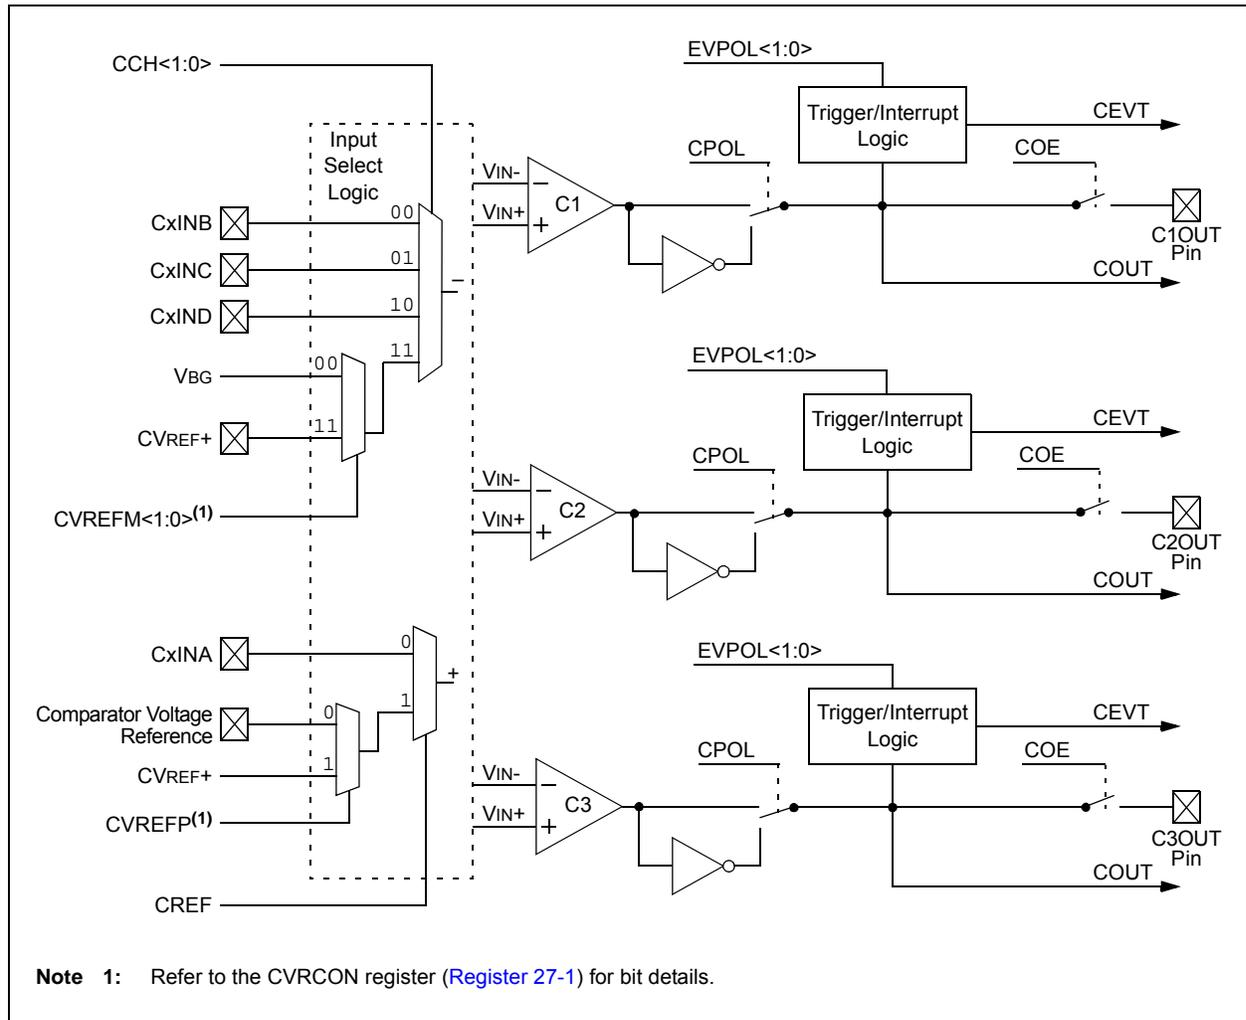 CCH<1:0>
Input
Select
Logic
CxINB
00
CxINC
01
CxIND
10
11
VBG
00
CVREF+
11
CVREFM<1:0>(1)
−
CxINA
0
Comparator Voltage
Reference
0
1
CVREF+
1
CVREFP(1)
+
CREF
EVPOL<1:0>
Trigger/Interrupt
Logic
CEVT
CPOL
COE
VIN-
−
VIN+
+
C1
C1OUT
Pin
COUT
EVPOL<1:0>
Trigger/Interrupt
Logic
CEVT
CPOL
COE
VIN-
−
VIN+
+
C2
C2OUT
Pin
COUT
EVPOL<1:0>
Trigger/Interrupt
Logic
CEVT
CPOL
COE
VIN-
−
VIN+
+
C3
C3OUT
Pin
COUT
Note 1: Refer to the CVRCON register (Register 27-1) for bit details.